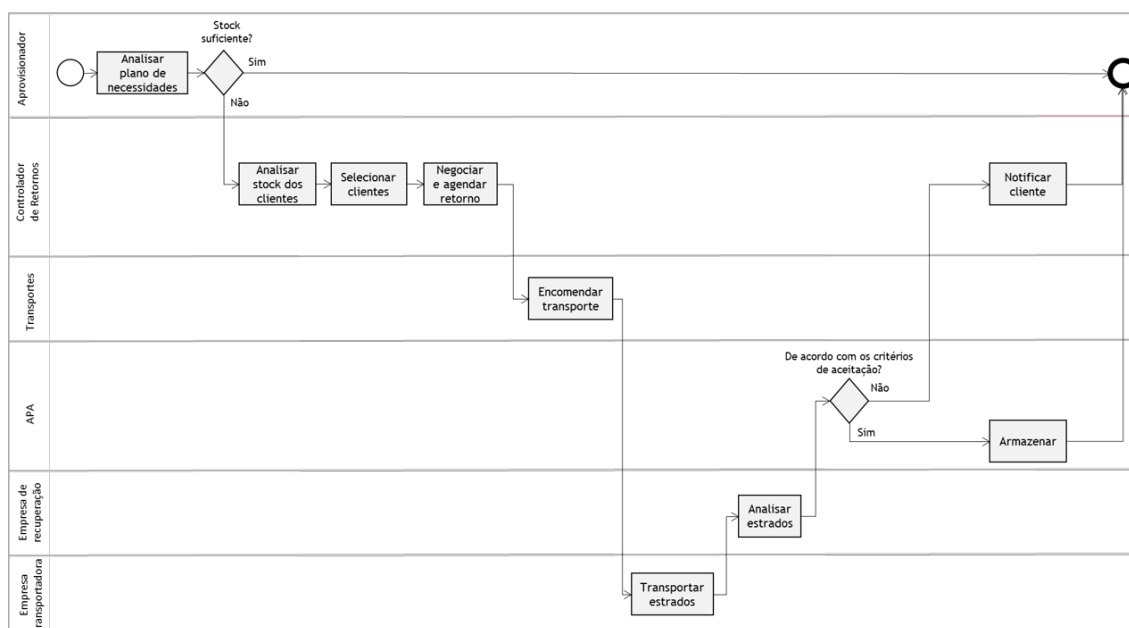 Aprovisionador
Stock
suficiente?
Analisar
plano de
necessidades
Sim
Não
Controlador
de Retornos
Analisar
stock dos
clientes
Selecionar
clientes
Negociar
e agendar
retorno
Notificar
cliente
Transportes
Encomendar
transporte
APA
De acordo com os critérios
de aceitação?
Não
Sim
Armazenar
Empresa de
recuperação
Analisar
estrados
Empresa
transportadora
Transportar
estrados